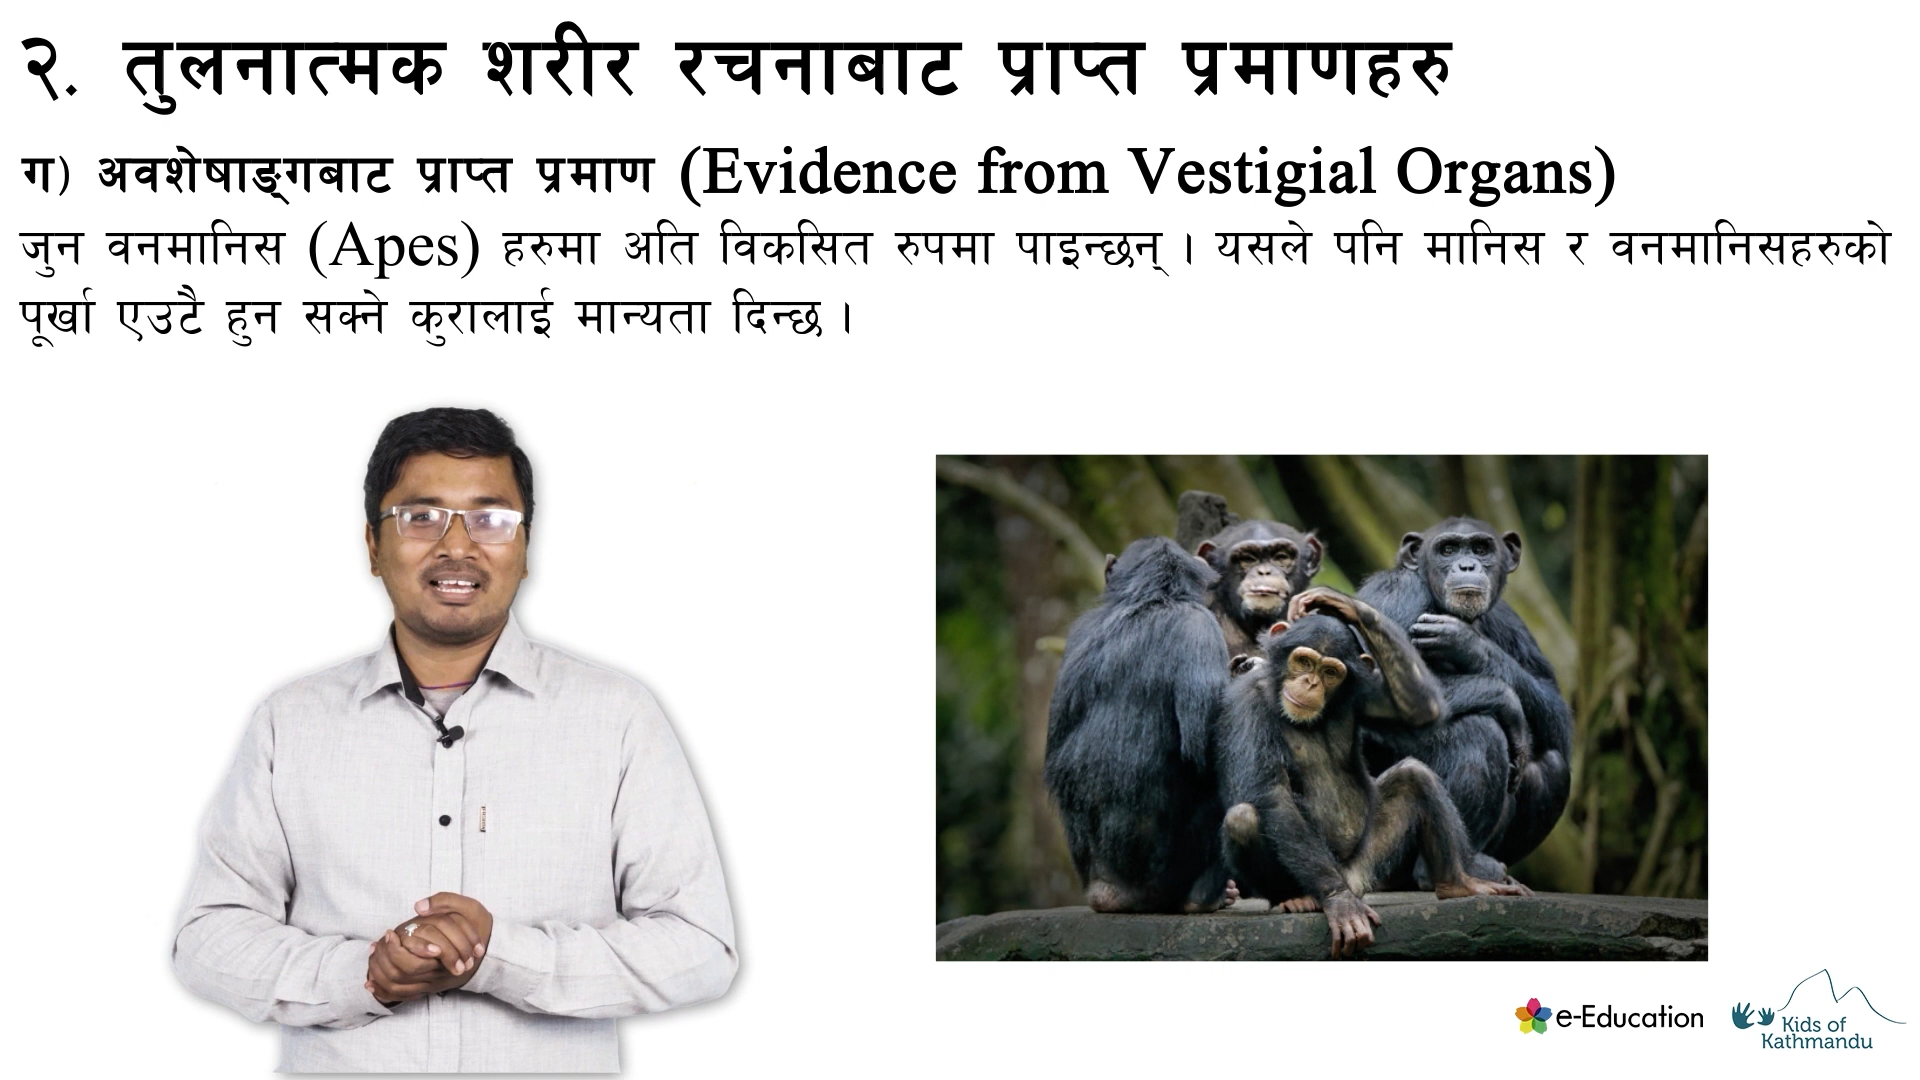 २. तुलनात्मक शरीर रचनाबाट प्राप्त प्रमाणहरु
ग) अवशेषाङ्गबाट प्राप्त प्रमाण (Evidence from Vestigial Organs)
जुन वनमानिस (Apes) हरुमा अति विकसित रुपमा पाइन्छन् । यसले पनि मानिस र वनमानिसहरुको
पूर्खा एउटै हुन सक्ने कुरालाई मान्यता दिन्छ ।
e-Education
Kids of
Kathmandu